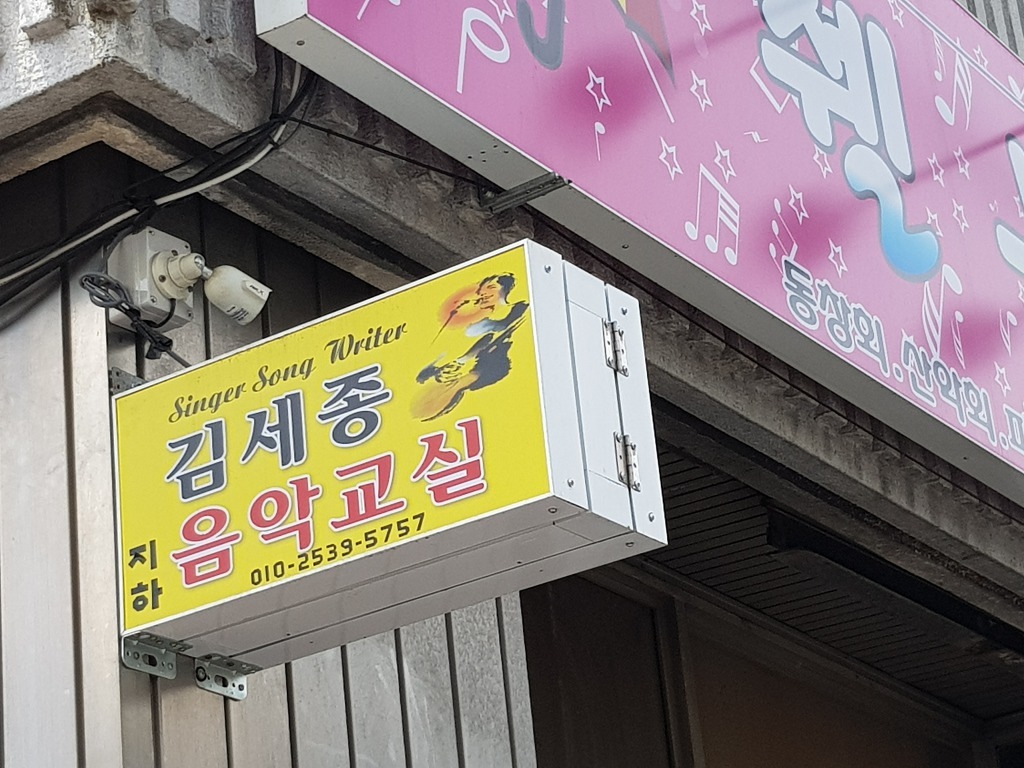 Singer Song Writer
김세종
음악교실
지하
010-2539-5757
동창회.산악회.